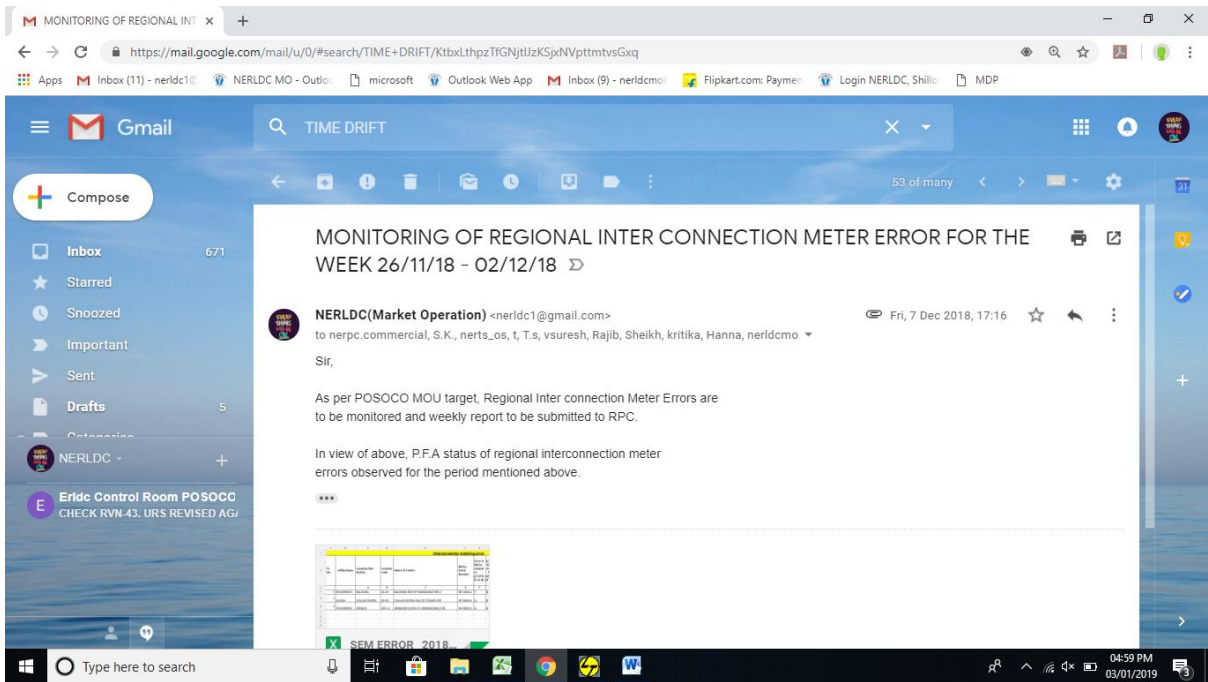 MONITORING OF REGIONAL INT
https://mail.google.com/mail/u/0/#search/TIME+DRIFT/KtbxLthpzTfGNjtlJzKSjxNVpttmtvsGxq
Apps Inbox (11) - nerldc1@ NERLDC MO - Outlo microsoft Outlook Web App Inbox (9) - nerldcmo Flipkart.com: Paymen Login NERLDC, Shillo MDP
Gmail
TIME DRIFT
Compose
53 of many
31
MONITORING OF REGIONAL INTER CONNECTION METER ERROR FOR THE
WEEK 26/11/18 - 02/12/18
Inbox 671
Starred
Snoozed
Important
Sent
Drafts 5
Categories
NERLDC
Erldc Control Room POSOCO
CHECK RVN-43. URS REVISED AG
E
NERLDC(Market Operation) <nerldc1@gmail.com>
Fri, 7 Dec 2018, 17:16
to nerpc.commercial, S.K., nerts_os, t, T.s, vsuresh, Rajib, Sheikh, kritika, Hanna, nerldcmo
Sir,
As per POSOCO MOU target, Regional Inter connection Meter Errors are
to be monitored and weekly report to be submitted to RPC.
In view of above, P.F.A status of regional interconnection meter
errors observed for the period mentioned above.
X SEM ERROR 2018...
Type here to search
04:59 PM
03/01/2019
3